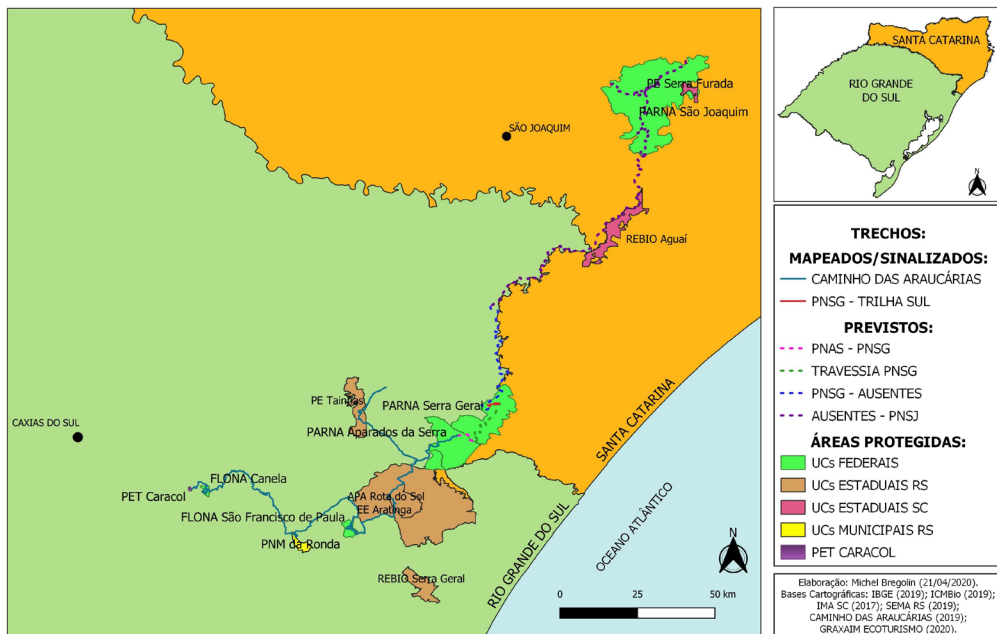 PE Serra Furada
PARNA São Joaquim
SÃO JOAQUIM
REBIO Aguaí
PE Tainhas
PARNA Serra Geral
PARNA Aparados da Serra
CAXIAS DO SUL
FLONA Canela
PET Caracol
APA Rota do Sol
EE Aratinga
FLONA São Francisco de Paula
PNM da Ronda
REBIO Serra Geral
SANTA CATARINA
RIO GRANDE DO SUL
OCEANO ATLÂNTICO
N
0 25 50 km
SANTA CATARINA
RIO GRANDE
DO SUL
N
TRECHOS:
MAPEADOS/SINALIZADOS:
CAMINHO DAS ARAUCÁRIAS
PNSG - TRILHA SUL
PREVISTOS:
PNAS - PNSG
TRAVESSIA PNSG
PNSG - AUSENTES
AUSENTES - PNSJ
ÁREAS PROTEGIDAS:
UCs FEDERAIS
UCs ESTADUAIS RS
UCs ESTADUAIS SC
UCs MUNICIPAIS RS
PET CARACOL
Elaboração: Michel Bregolin (21/04/2020).
Bases Cartográficas: IBGE (2019); ICMBio (2019);
IMA SC (2017); SEMA RS (2019);
CAMINHO DAS ARAUCÁRIAS (2019);
GRAXAIM ECOTURISMO (2020).